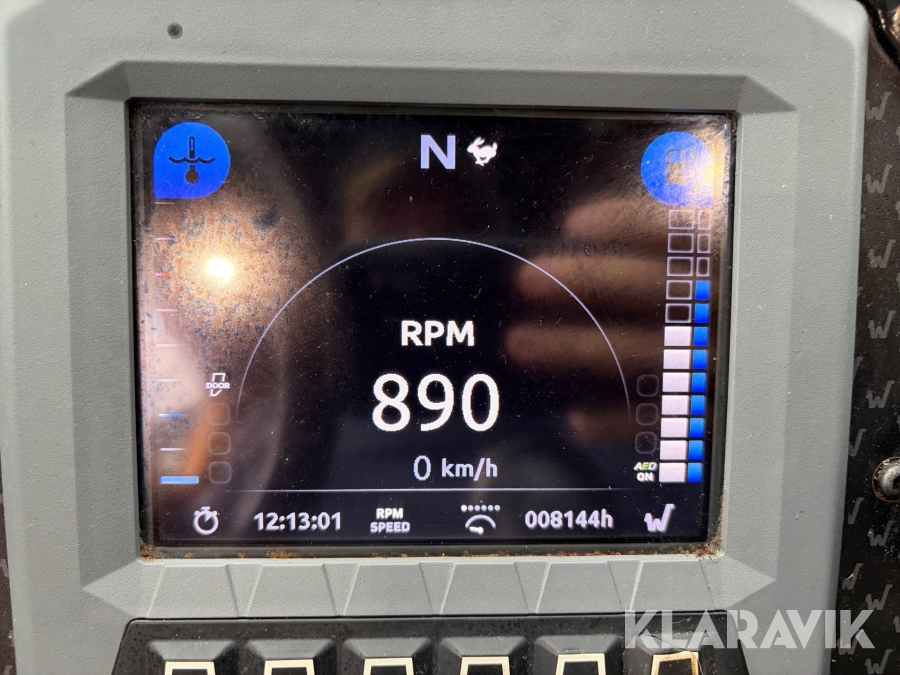 N
RPM
890
0 km/h
DOOR
AED
ON
12:13:01
RPM
SPEED
008144h
W
KLARAVIK